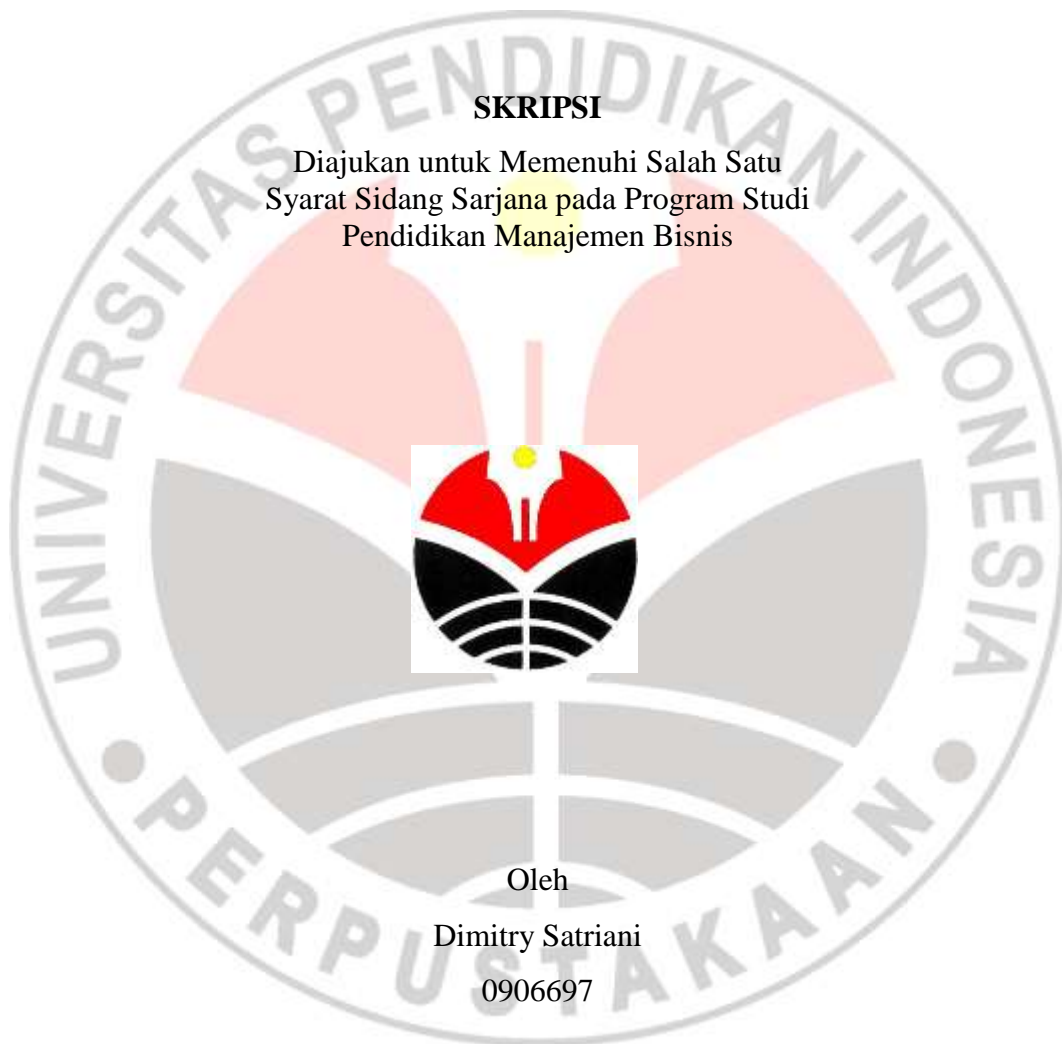 SKRIPSI
Diajukan untuk Memenuhi Salah Satu
Syarat Sidang Sarjana pada Program Studi
Pendidikan Manajemen Bisnis
UNIVERSITAS PENDIDIKAN INDONESIA
PERPUSTAKAAN
Oleh
Dimitry Satriani
0906697